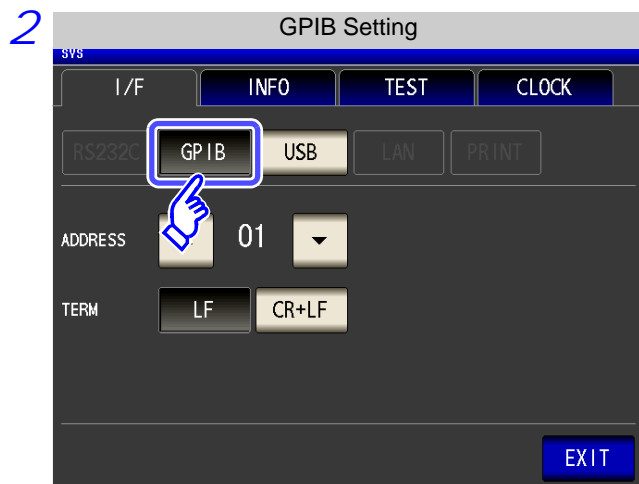 2
GPIB Setting
SYS
I/F INFO TEST CLOCK
RS232C GPIB USB LAN PRINT
ADDRESS 01
TERM LF CR+LF
EXIT